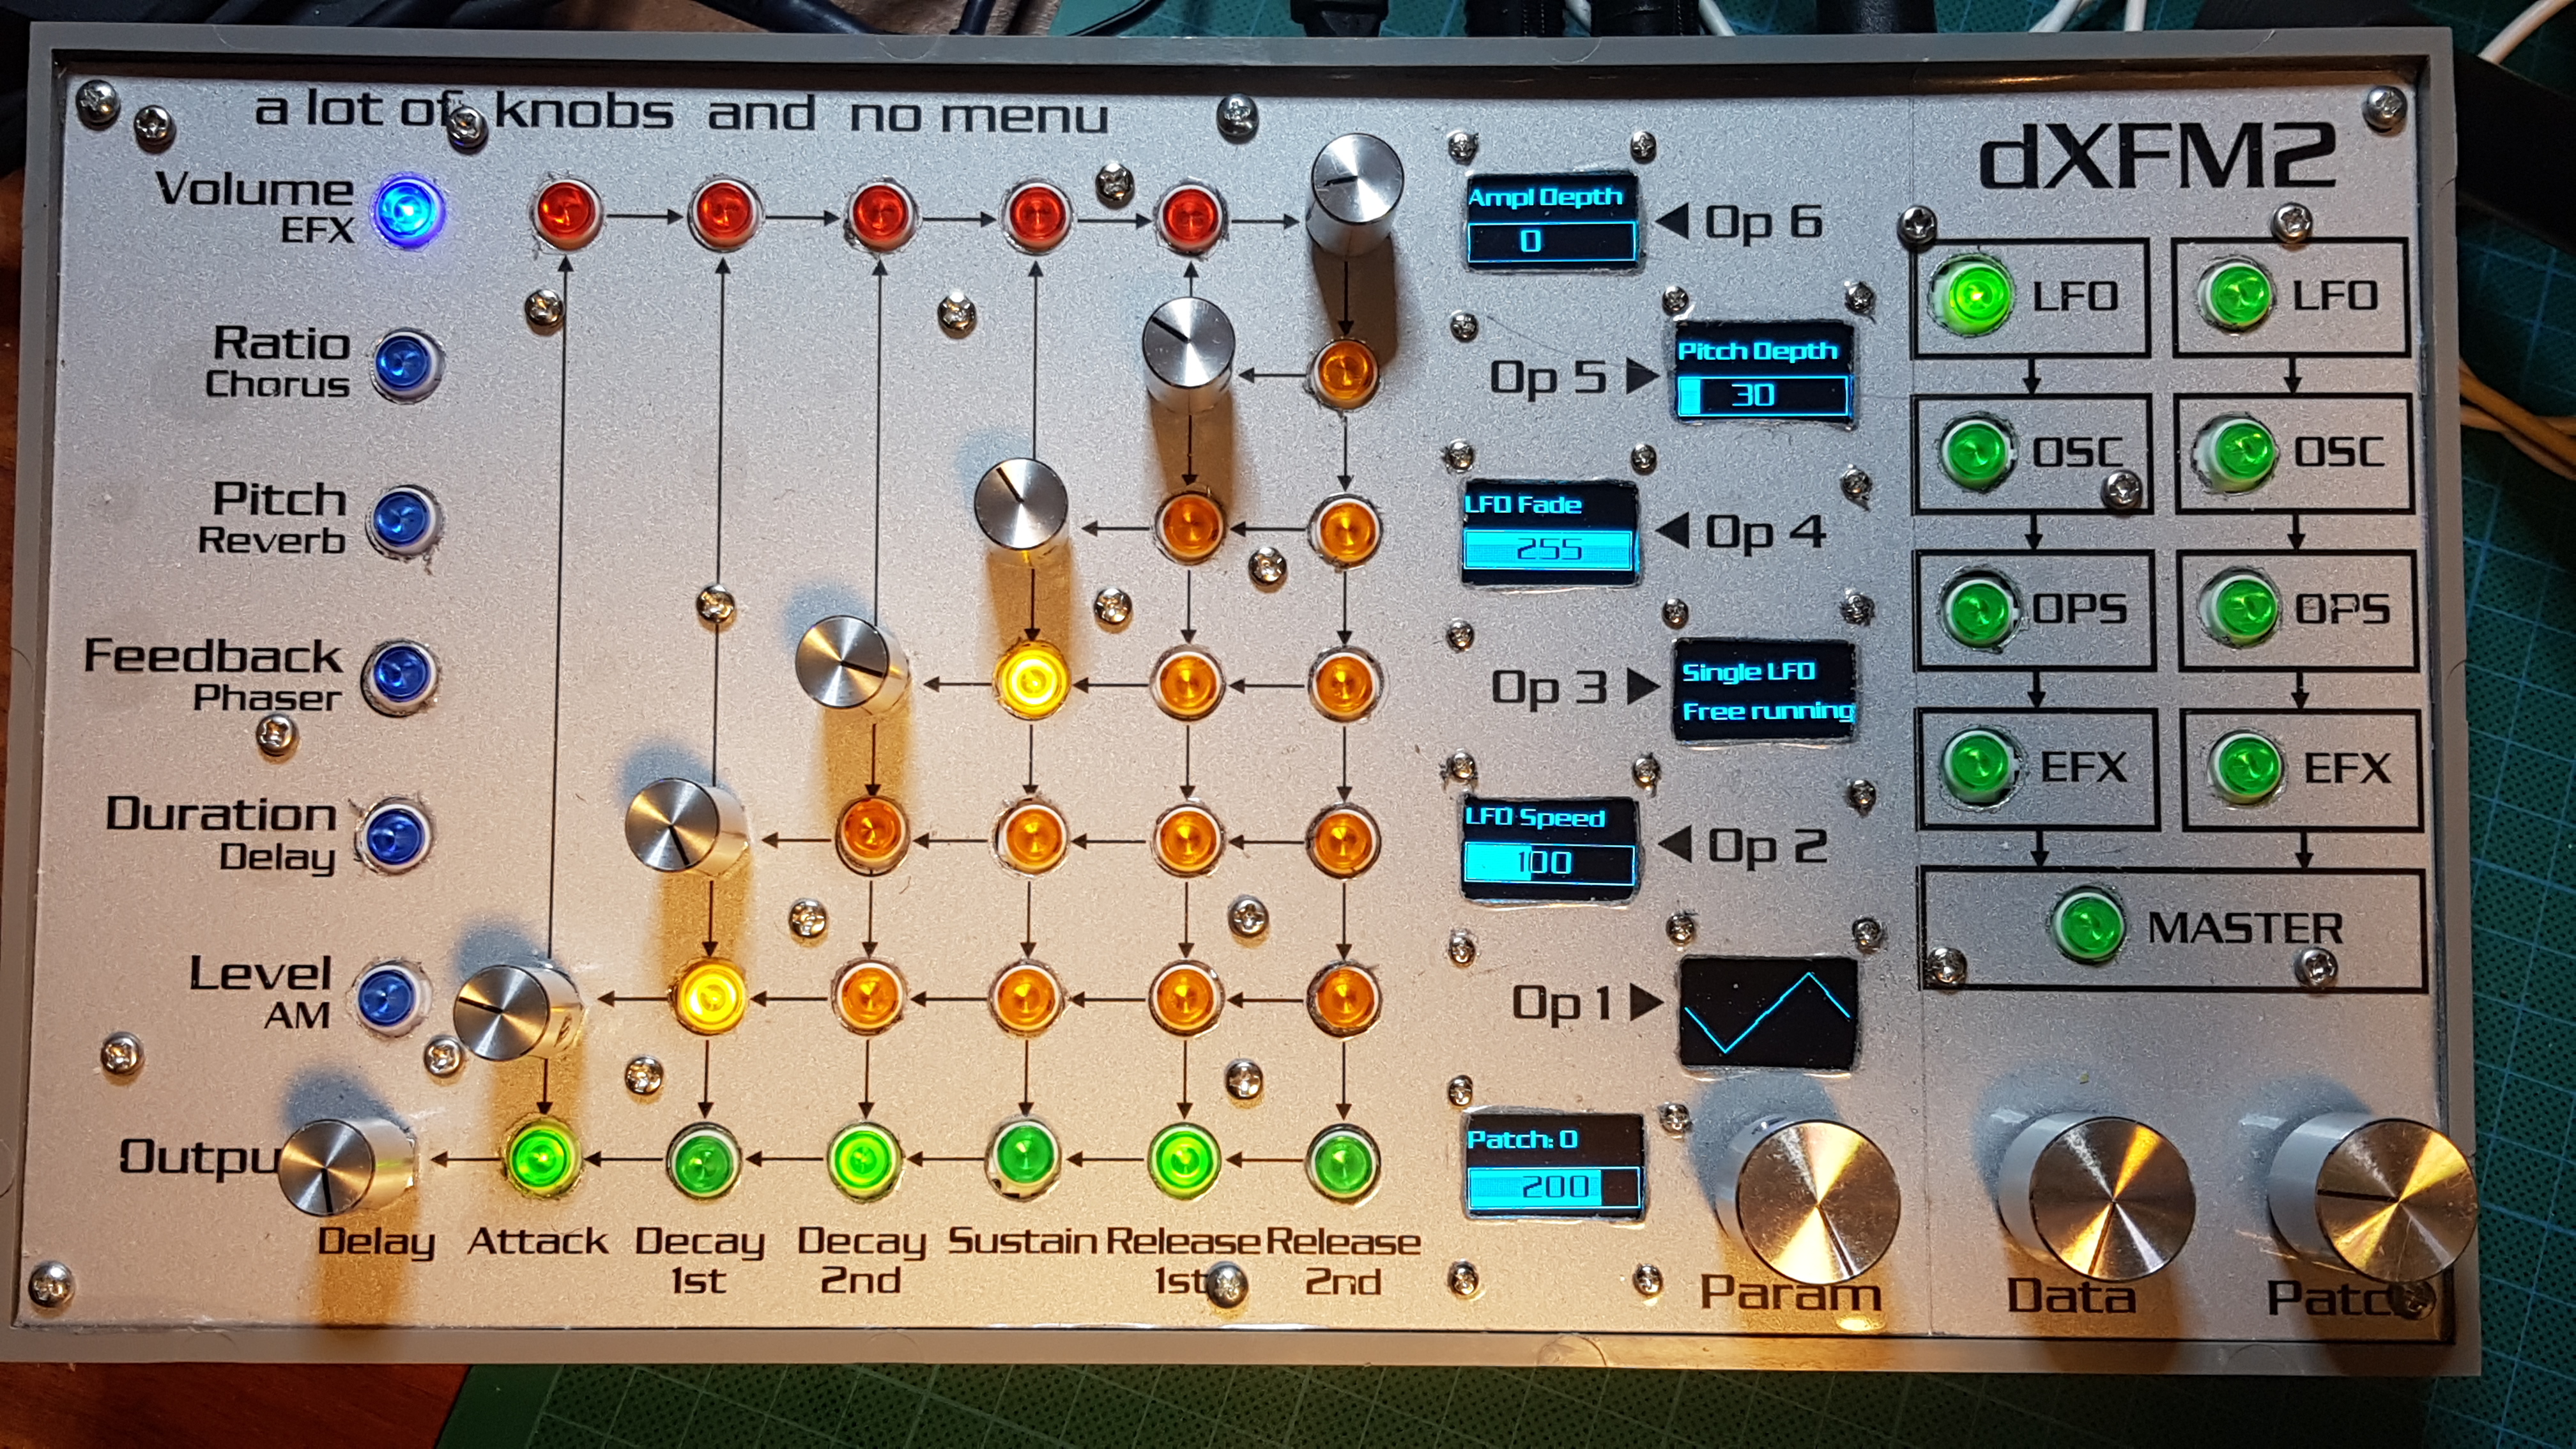 a lot of knobs and no menu
dXFM2
Volume
EFX
Ampl Depth
0
Op 6
Ratio
Chorus
Op 5
Pitch Depth
30
LFO LFO
Pitch
Reverb
LFO Fade
255
Op 4
OSC OSC
Feedback
Phaser
Op 3
Single LFO
Free running
OPS OPS
Duration
Delay
LFO Speed
100
Op 2
EFX EFX
Level
AM
Op 1
MASTER
Outpu
Patch: 0
200
Delay Attack Decay Decay Sustain Release Release
1st 2nd 1st 2nd
Param Data Patc